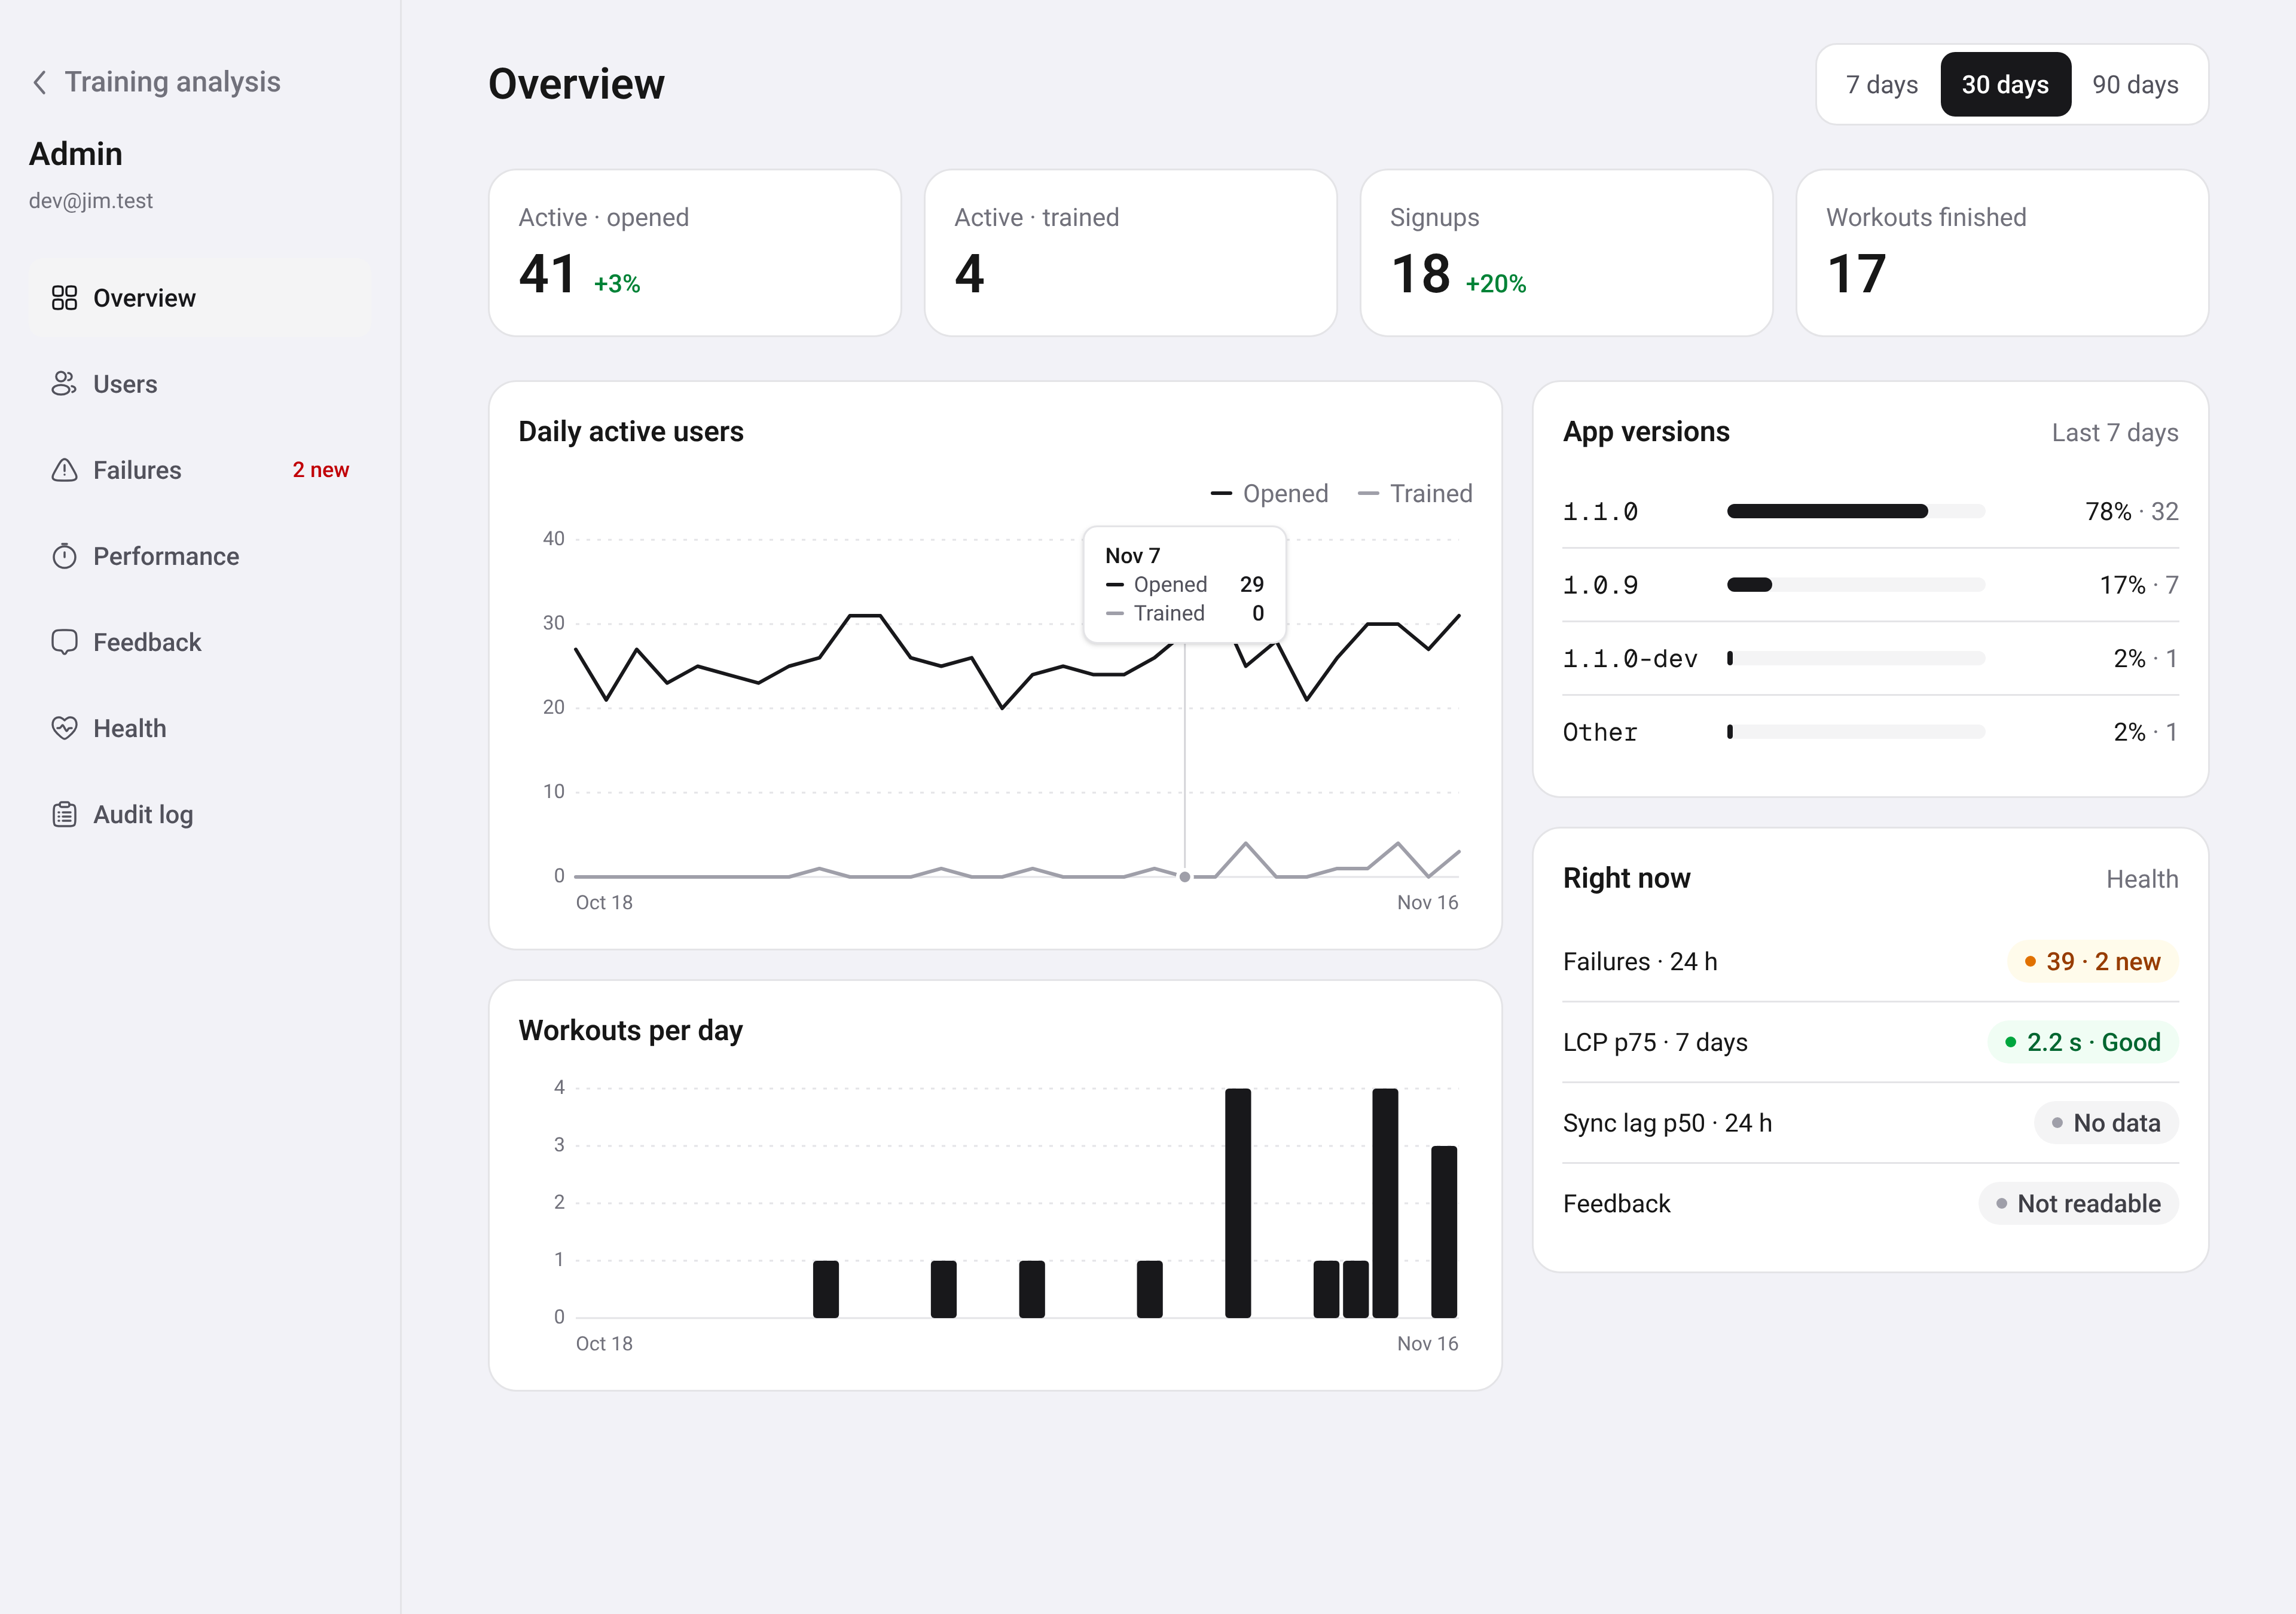 Training analysis
Admin
dev@jim.test
Overview
Users
Failures 2 new
Performance
Feedback
Health
Audit log
Overview
7 days 30 days 90 days
Active · opened
41 +3%
Active · trained
4
Signups
18 +20%
Workouts finished
17
Daily active users
Opened Trained
40
30
20
10
0
Nov 7
Opened 29
Trained 0
Oct 18 Nov 16
Workouts per day
4
3
2
1
0
Oct 18 Nov 16
App versions Last 7 days
1.1.0 78% · 32
1.0.9 17% · 7
1.1.0-dev 2% · 1
Other 2% · 1
Right now Health
Failures · 24 h 39 · 2 new
LCP p75 · 7 days 2.2 s · Good
Sync lag p50 · 24 h No data
Feedback Not readable